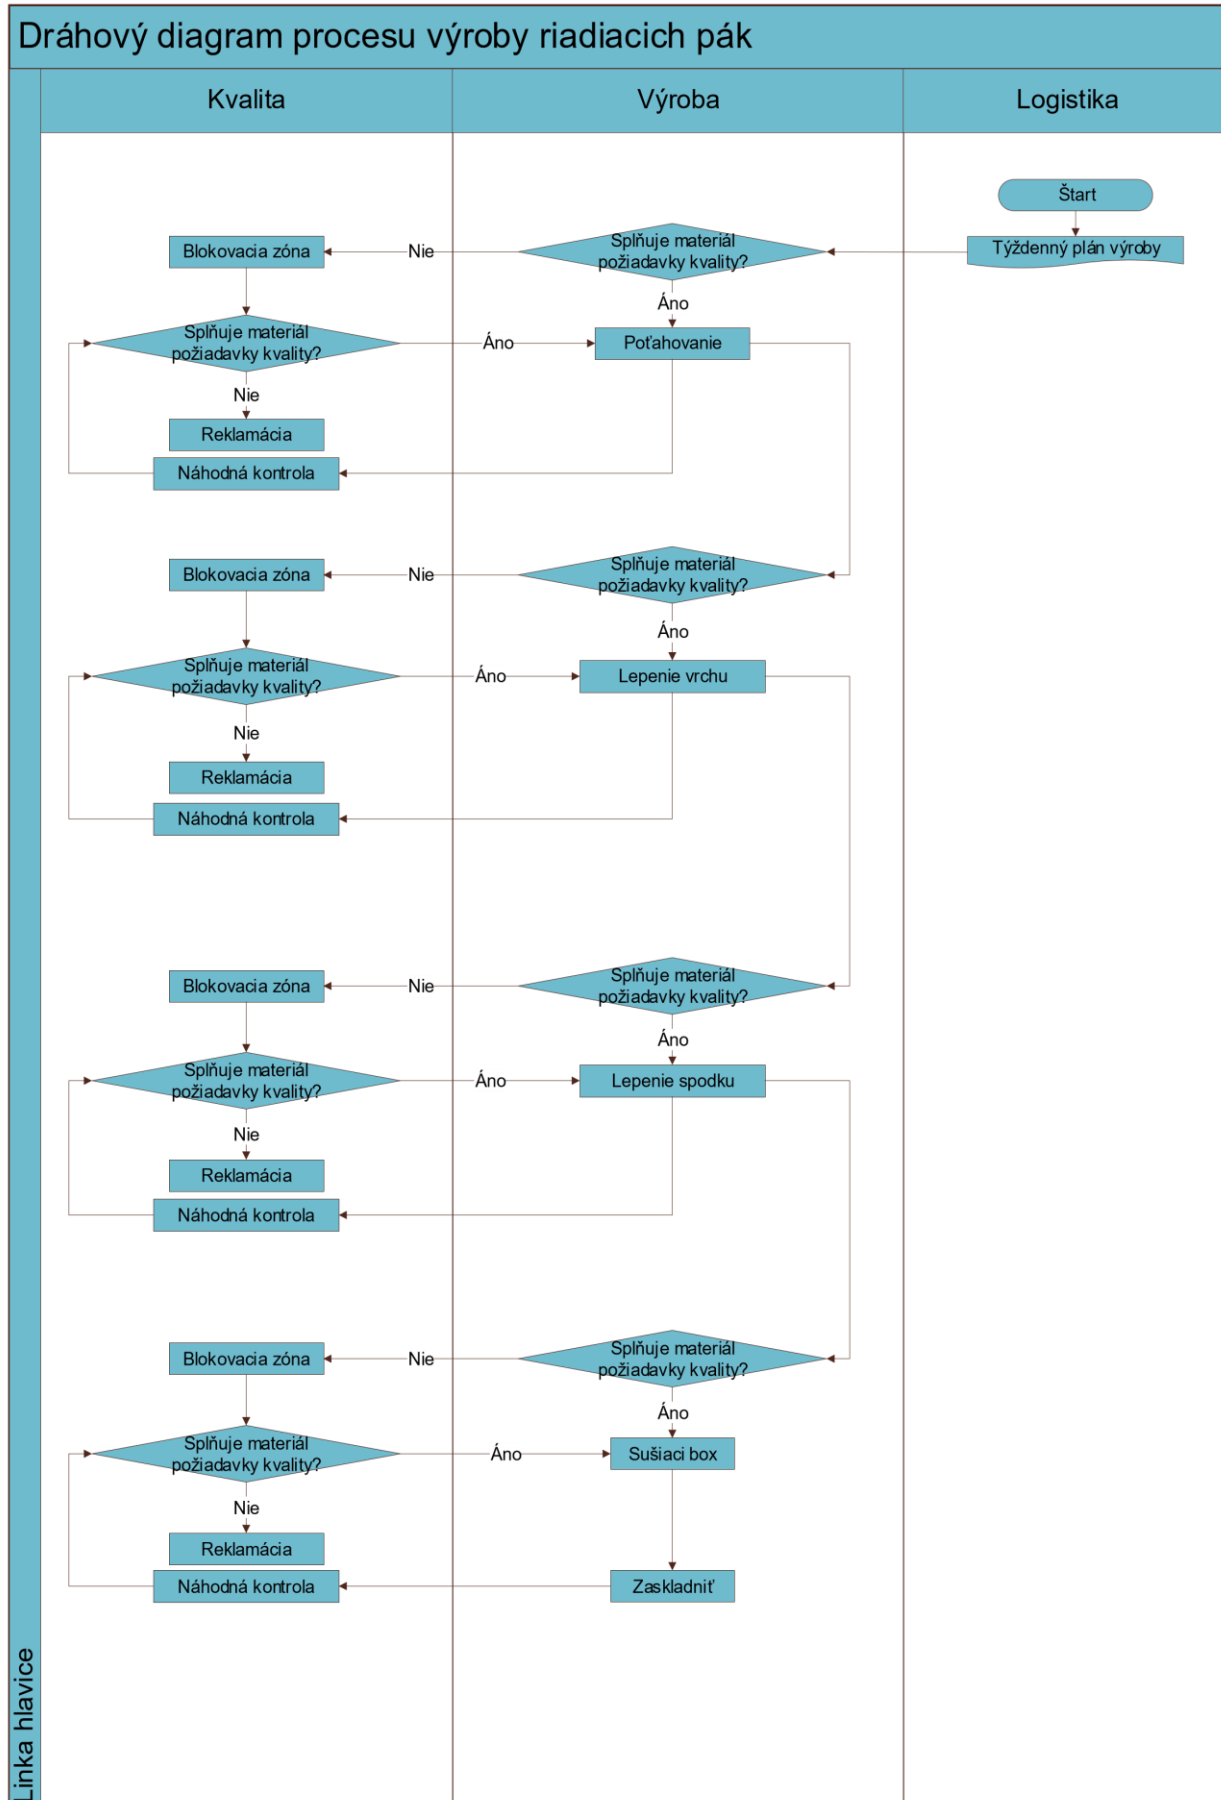 Dráhový diagram procesu výroby riadiacich pák
Kvalita
Výroba
Logistika
Štart
Týždenný plán výroby
Splňuje materiál
požiadavky kvality?
Nie
Blokovacia zóna
Áno
Splňuje materiál
požiadavky kvality?
Áno
Poťahovanie
Nie
Reklamácia
Náhodná kontrola
Splňuje materiál
požiadavky kvality?
Nie
Blokovacia zóna
Áno
Splňuje materiál
požiadavky kvality?
Áno
Lepenie vrchu
Nie
Reklamácia
Náhodná kontrola
Splňuje materiál
požiadavky kvality?
Nie
Blokovacia zóna
Áno
Splňuje materiál
požiadavky kvality?
Áno
Lepenie spodku
Nie
Reklamácia
Náhodná kontrola
Splňuje materiál
požiadavky kvality?
Nie
Blokovacia zóna
Áno
Splňuje materiál
požiadavky kvality?
Áno
Sušiaci box
Nie
Reklamácia
Náhodná kontrola
Zaskladniť
Linka hlavice